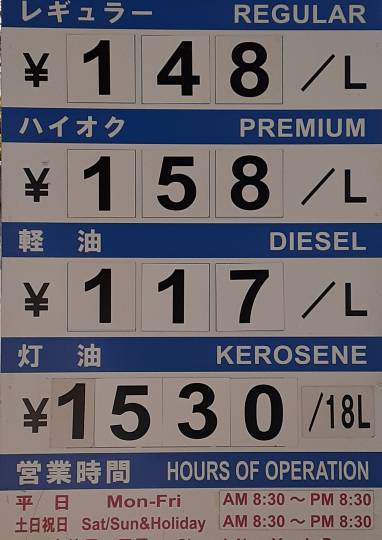 レギュラー REGULAR
¥ 148 /L
ハイオク PREMIUM
¥ 158 /L
軽 油 DIESEL
¥ 117 /L
灯 油 KEROSENE
¥ 1530 /18L
営業時間 HOURS OF OPERATION
平 日 Mon-Fri AM 8:30 ～ PM 8:30
土日祝日 Sat/Sun&Holiday AM 8:30 ～ PM 8:30